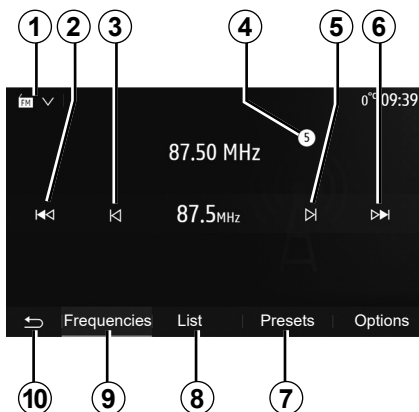 1 2 3 4 5 6
FM 0°C 09:39
5
87.50 MHz
87.5MHz
Frequencies List Presets Options
10 9 8 7